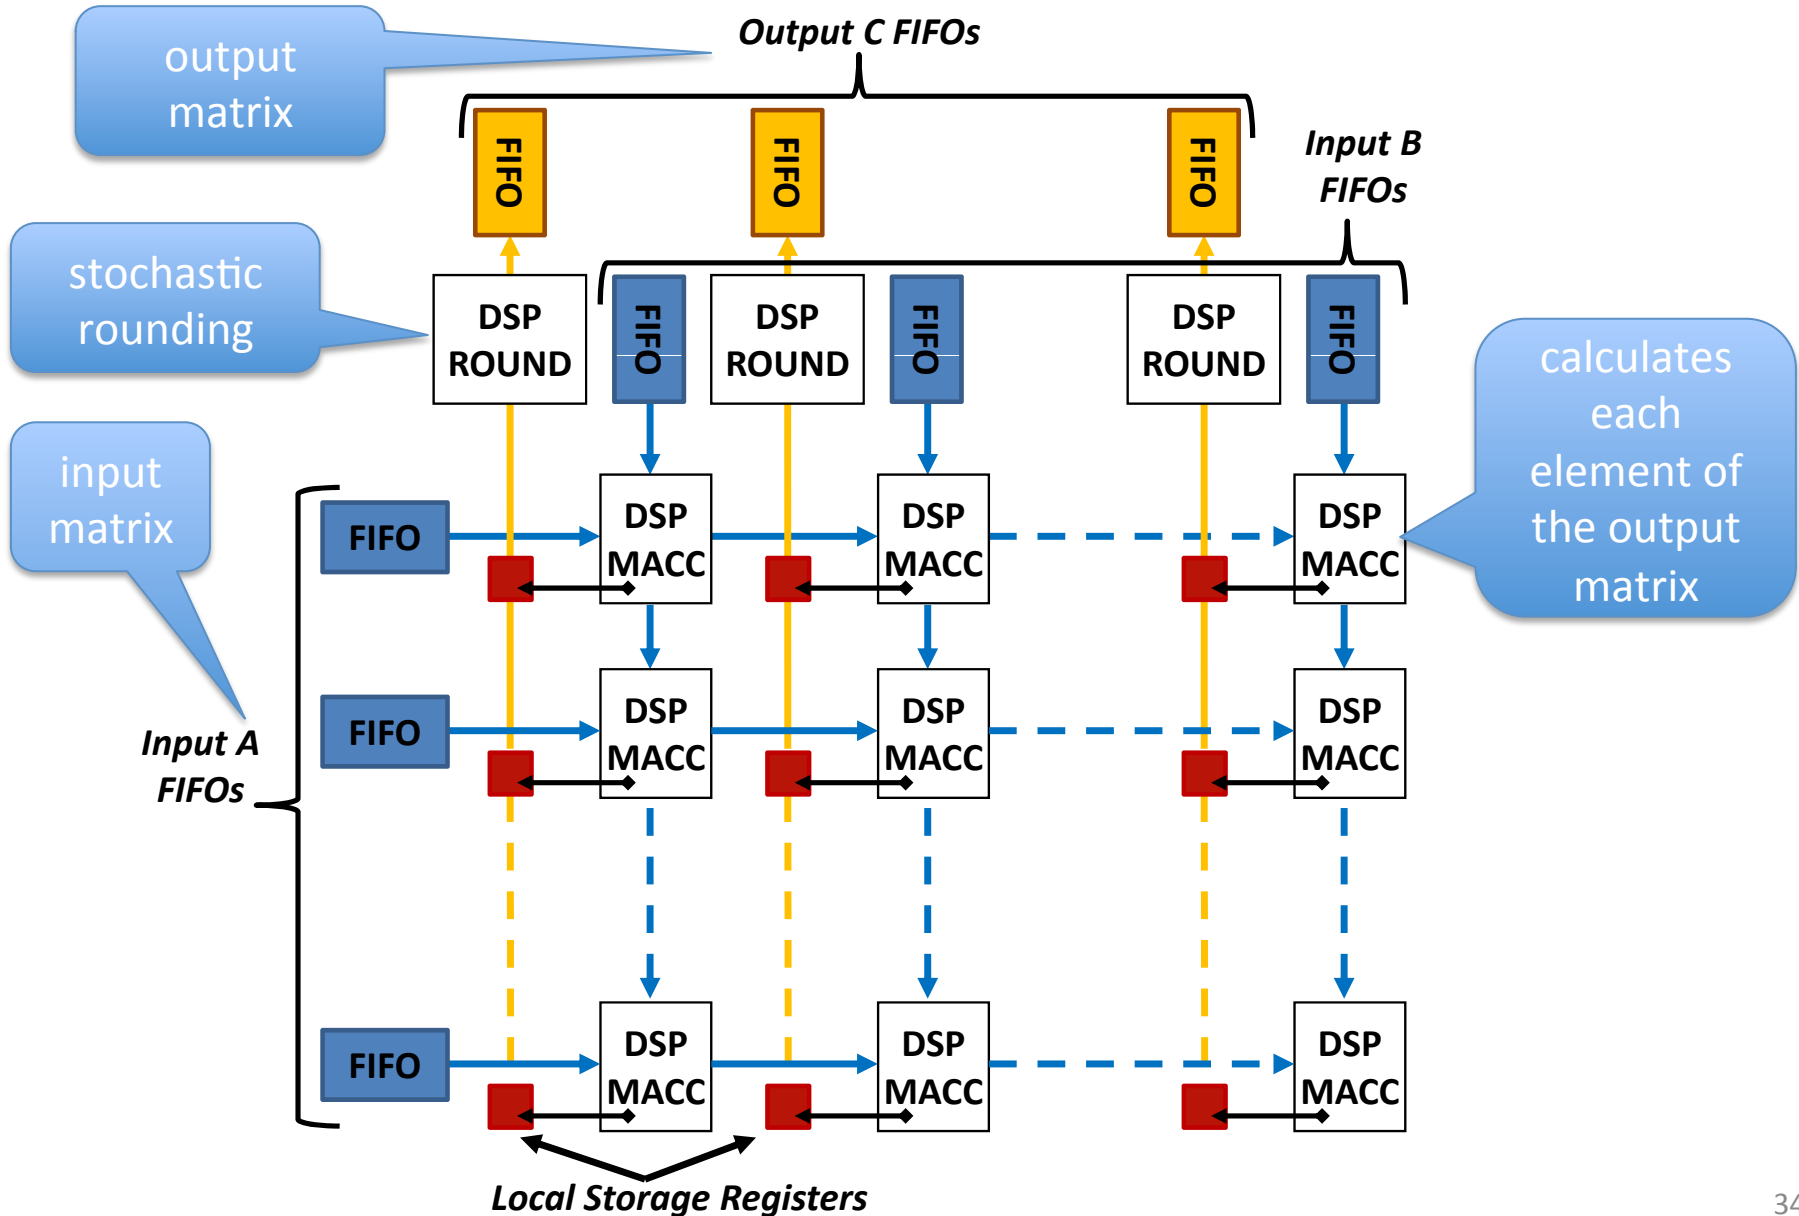 output
matrix
Output C FIFOs
FIFO
FIFO
FIFO
Input B
FIFOs
stochastic
rounding
DSP
ROUND
FIFO
DSP
ROUND
FIFO
DSP
ROUND
FIFO
calculates
each
element of
the output
matrix
input
matrix
FIFO
DSP
MACC
DSP
MACC
DSP
MACC
Input A
FIFOs
FIFO
DSP
MACC
DSP
MACC
DSP
MACC
FIFO
DSP
MACC
DSP
MACC
DSP
MACC
Local Storage Registers
34